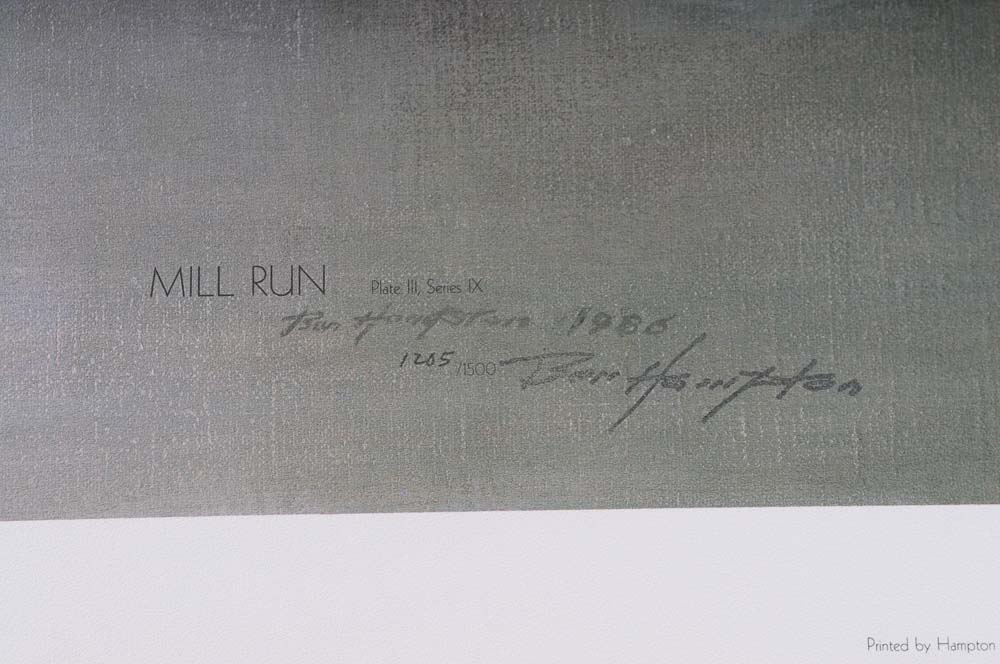 MILL RUN Plate III, Series IX
Ben Hampton 1986
1205/1500 Ben Hampton
Printed by Hampton